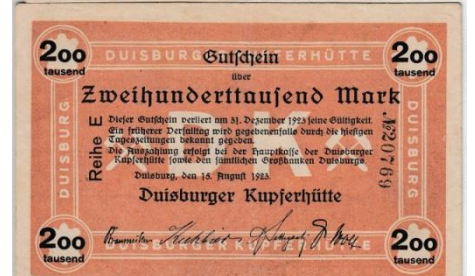 200 tausend
200 tausend
DUISBURGER KUPFERHÜTTE
Gutschein
über
Zweihunderttausend Mark
Dieser Gutschein verliert am 31. Dezember 1923 seine Gültigkeit.
Ein früherer Verfalltag wird gegebenenfalls durch die hiesigen
Tageszeitungen bekannt gegeben.
Die Auszahlung erfolgt bei der Hauptkasse der Duisburger
Kupferhütte sowie den sämtlichen Großbanken Duisburgs.
Duisburg, den 15. August 1923.
Duisburger Kupferhütte
Reihe E
№20769
DUISBURG
DUISBURG
DUISBURGER KUPFERHÜTTE
200 tausend
200 tausend